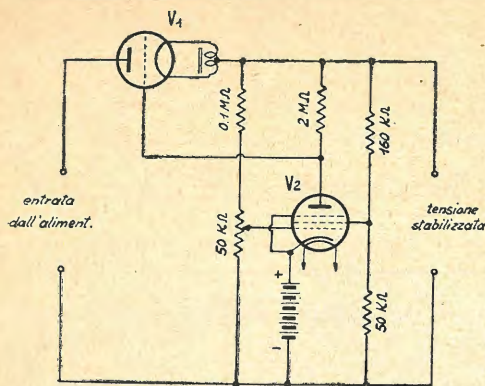 V1
0.1 MΩ
2 MΩ
160 KΩ
entrata
dall'aliment.
50 KΩ
V2
tensione
stabilizzata
+
-
50 KΩ